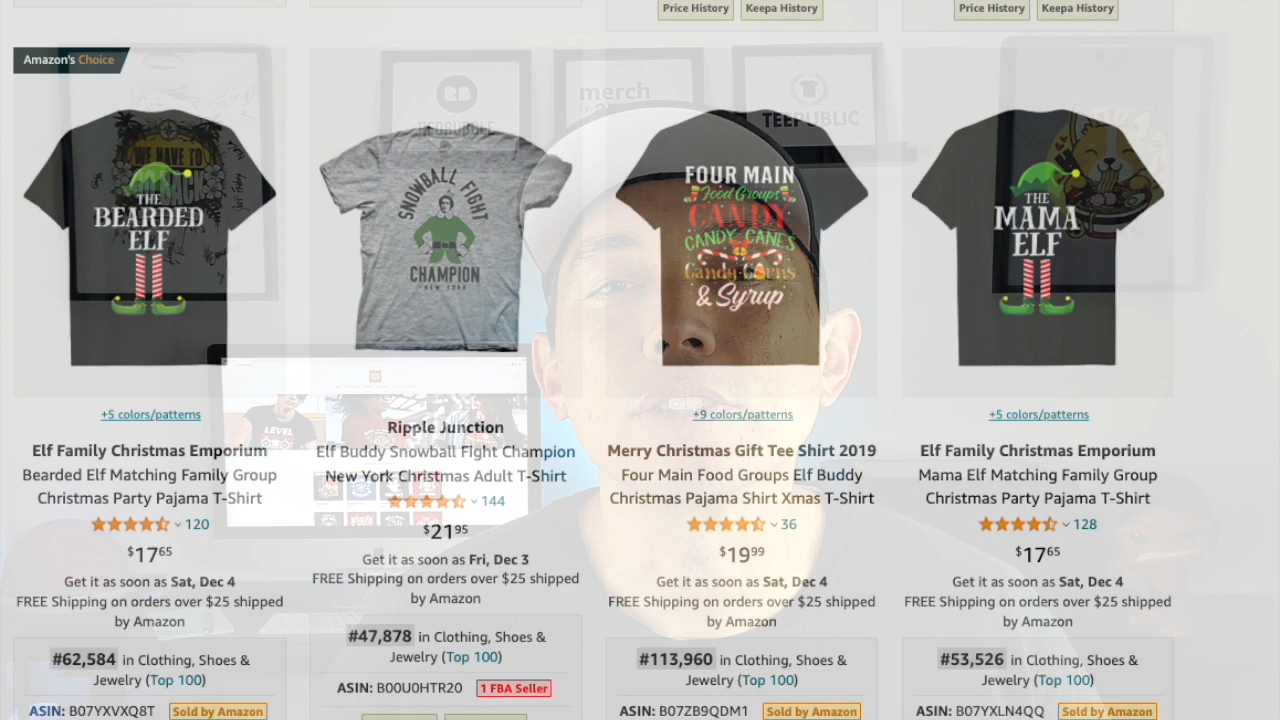 Price History Keepa History
Price History Keepa History
Amazon's Choice
REDBUBBLE
merch
TEEPUBLIC
WE HAVE TO
THE
BEARDED
ELF
SNOWBALL FIGHT
CHAMPION
NEW YORK
FOUR MAIN
Food Groups
CANDY
CANDY CANES
Candy Corns
& Syrup
THE
MAMA
ELF
+5 colors/patterns
Elf Family Christmas Emporium
Bearded Elf Matching Family Group
Christmas Party Pajama T-Shirt
120
$17 65
Get it as soon as Sat, Dec 4
FREE Shipping on orders over $25 shipped
by Amazon
#62,584 in Clothing, Shoes &
Jewelry (Top 100)
ASIN: B07YXVXQ8T Sold by Amazon
Ripple Junction
Elf Buddy Snowball Fight Champion
New York Christmas Adult T-Shirt
144
$21 95
Get it as soon as Fri, Dec 3
FREE Shipping on orders over $25 shipped
by Amazon
#47,878 in Clothing, Shoes &
Jewelry (Top 100)
ASIN: B00U0HTR20 1 FBA Seller
+9 colors/patterns
Merry Christmas Gift Tee Shirt 2019
Four Main Food Groups Elf Buddy
Christmas Pajama Shirt Xmas T-Shirt
36
$19 99
Get it as soon as Sat, Dec 4
FREE Shipping on orders over $25 shipped
by Amazon
#113,960 in Clothing, Shoes &
Jewelry (Top 100)
ASIN: B07ZB9QDM1 Sold by Amazon
+5 colors/patterns
Elf Family Christmas Emporium
Mama Elf Matching Family Group
Christmas Party Pajama T-Shirt
128
$17 65
Get it as soon as Sat, Dec 4
FREE Shipping on orders over $25 shipped
by Amazon
#53,526 in Clothing, Shoes &
Jewelry (Top 100)
ASIN: B07YXLN4QQ Sold by Amazon
LEVEL